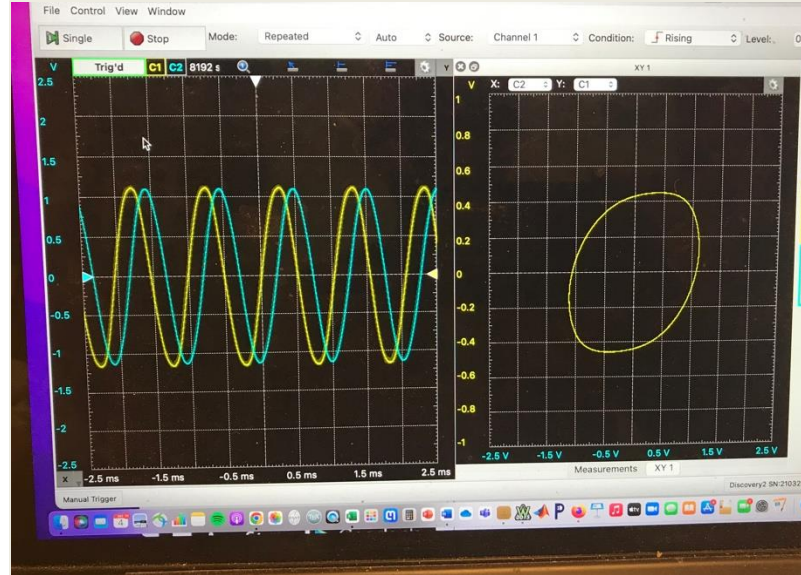 File Control View Window
Single Stop Mode: Repeated Auto Source: Channel 1 Condition: Rising Level:
V Trig'd C1 C2 8192 s Y XY 1
V X: C2 Y: C1
2.5
2
1.5
1
0.5
0
-0.5
-1
-1.5
-2
-2.5
X -2.5 ms -1.5 ms -0.5 ms 0.5 ms 1.5 ms 2.5 ms
1
0.8
0.6
0.4
0.2
0
-0.2
-0.4
-0.6
-0.8
-1
-2.5 V -1.5 V -0.5 V 0.5 V 1.5 V 2.5 V
Measurements XY 1
Manual Trigger
Discovery2 SN:21032